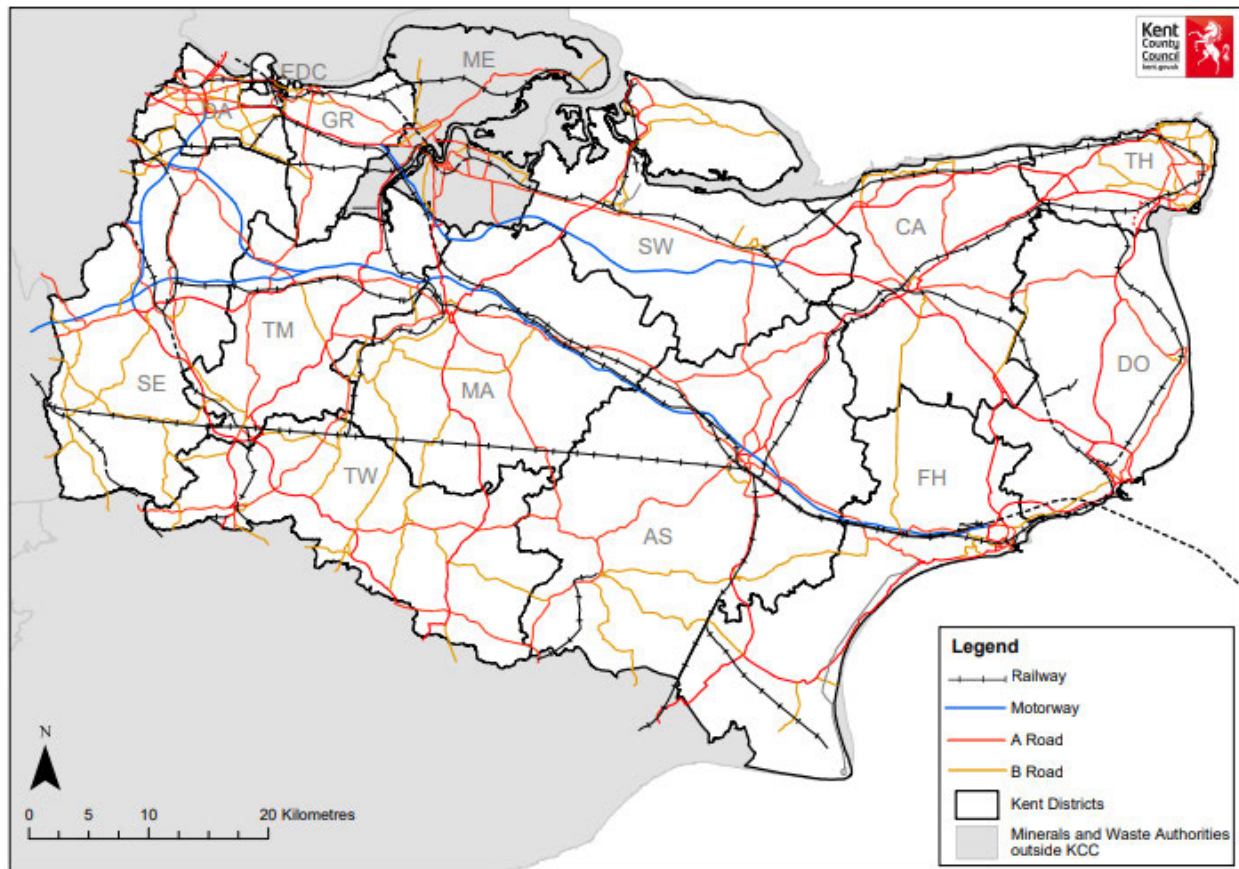 Kent
County
Council
kent.gov.uk
ME
EDC
DA
GR
TH
CA
SW
TM
SE
MA
DO
TW
FH
AS
N
0 5 10 20 Kilometres
Legend
Railway
Motorway
A Road
B Road
Kent Districts
Minerals and Waste Authorities
outside KCC